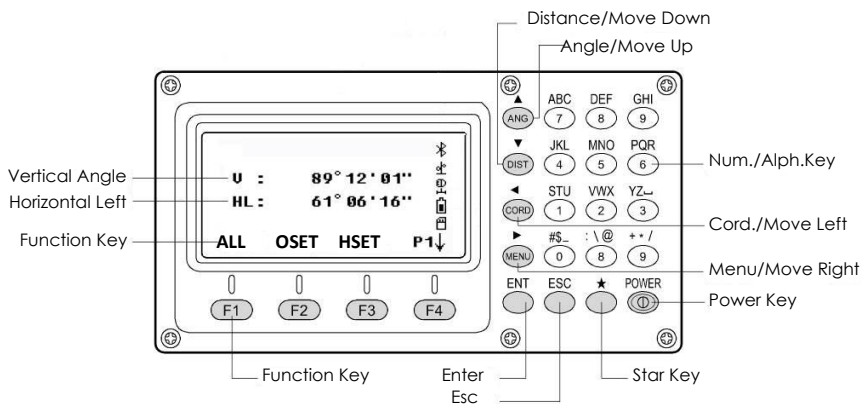 Distance/Move Down
Angle/Move Up
ABC DEF GHI
ANG 7 8 9
JKL MNO PQR
DIST 4 5 6 Num./Alph.Key
Vertical Angle V : 89°12'01"
STU VWX YZ⌴
Horizontal Left HL: 61°06'16"
CORD 1 2 3
Cord./Move Left
Function Key ALL OSET HSET P1↓
#$_ :\@ +*/
MENU 0 8 9
Menu/Move Right
ENT ESC ★ POWER
Power Key
F1 F2 F3 F4
Function Key Enter Star Key
Esc